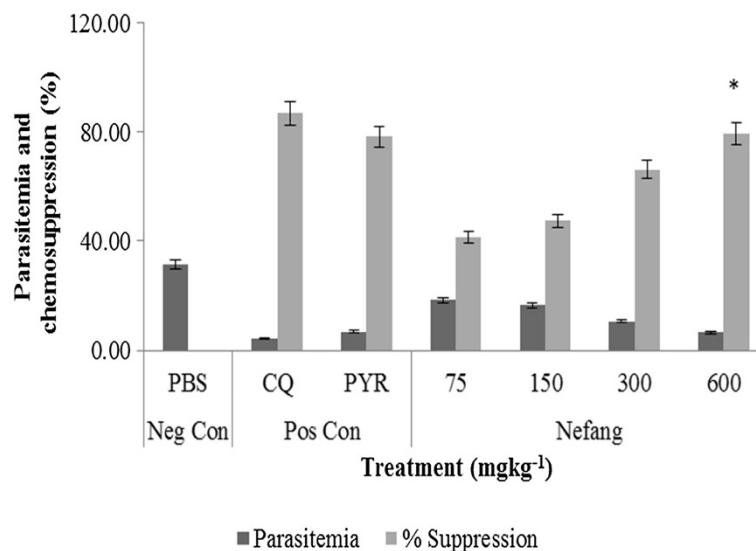 120.00
80.00
40.00
0.00
Parasitemia and
chemosuppression (%)
*
PBS CQ PYR 75 150 300 600
Neg Con Pos Con Nefang
Treatment (mgkg⁻¹)
Parasitemia % Suppression